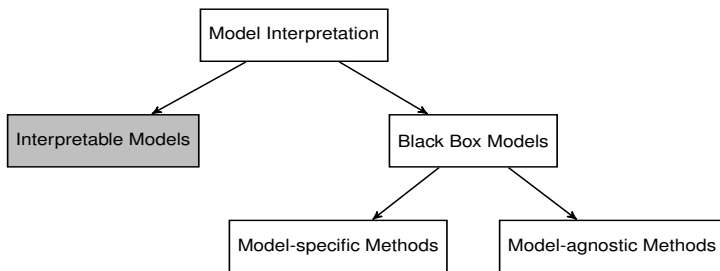 Model Interpretation
Interpretable Models
Black Box Models
Model-specific Methods
Model-agnostic Methods